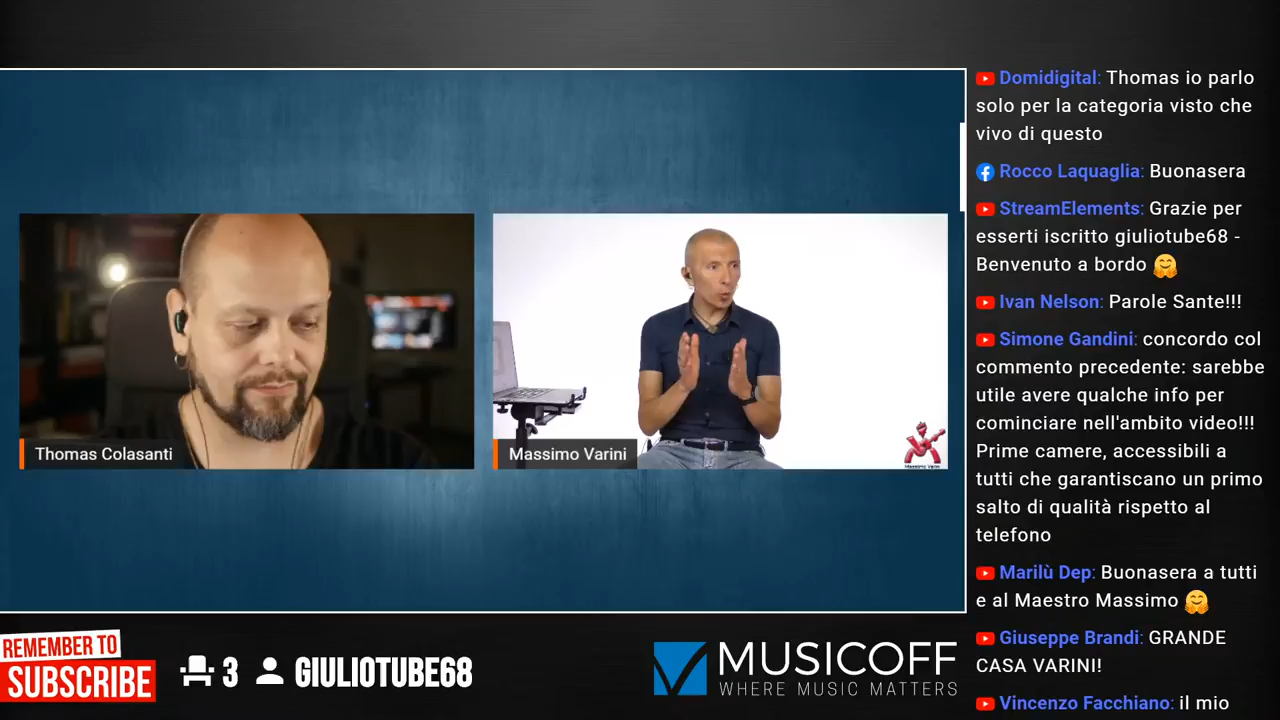 Domidigital: Thomas io parlo
solo per la categoria visto che
vivo di questo
Rocco Laquaglia: Buonasera
StreamElements: Grazie per
esserti iscritto giuliotube68 -
Benvenuto a bordo 🤗
Ivan Nelson: Parole Sante!!!
Simone Gandini: concordo col
commento precedente: sarebbe
utile avere qualche info per
cominciare nell'ambito video!!!
Prime camere, accessibili a
tutti che garantiscano un primo
salto di qualità rispetto al
telefono
Marilù Dep: Buonasera a tutti
e al Maestro Massimo 🤗
Giuseppe Brandi: GRANDE
CASA VARINI!
Vincenzo Facchiano: il mio
Thomas Colasanti
Massimo Varini
Massimo Varini
REMEMBER TO
SUBSCRIBE
3
GIULIOTUBE68
MUSICOFF
WHERE MUSIC MATTERS